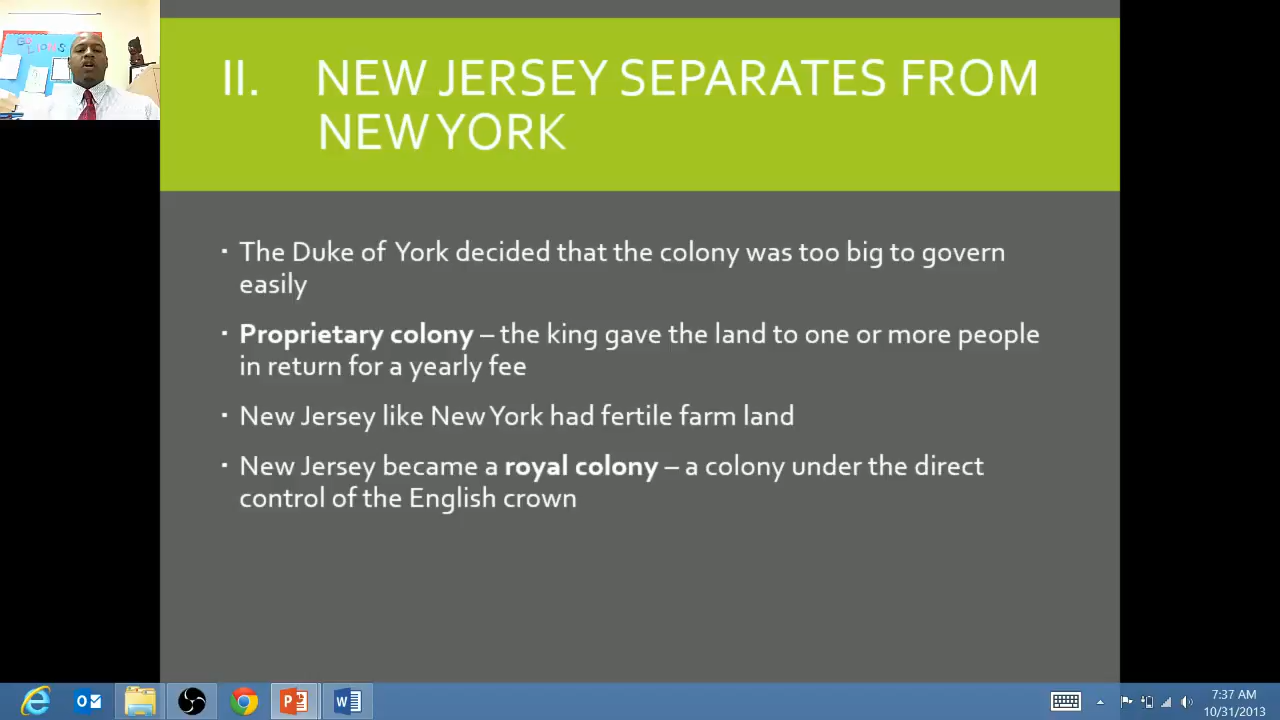 GO
LIONS
II. NEW JERSEY SEPARATES FROM
NEW YORK
▪ The Duke of York decided that the colony was too big to govern
easily
▪ Proprietary colony – the king gave the land to one or more people
in return for a yearly fee
▪ New Jersey like New York had fertile farm land
▪ New Jersey became a royal colony – a colony under the direct
control of the English crown
7:37 AM
10/31/2013